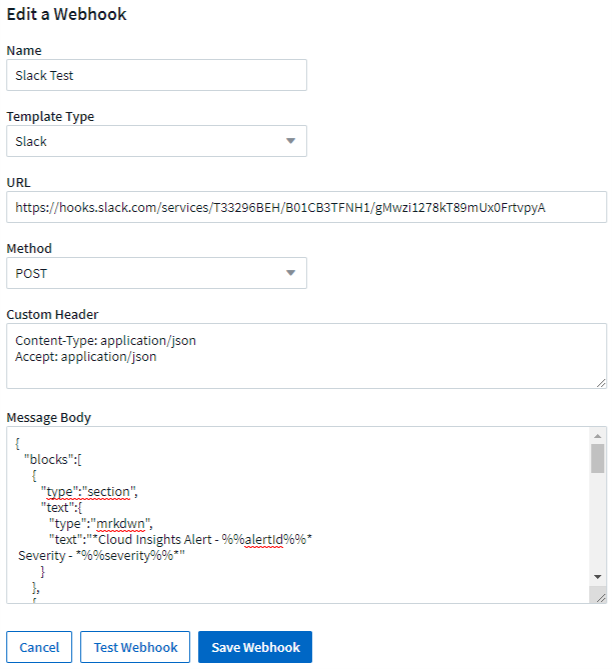 Edit a Webhook
Name
Slack Test
Template Type
Slack
URL
https://hooks.slack.com/services/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
Method
POST
Custom Header
Content-Type: application/json
Accept: application/json
Message Body
{
"blocks":[
{
"type":"section",
"text":{
"type":"mrkdwn",
"text":"*Cloud Insights Alert - %%alertId%%*
Severity - *%%severity%%*"
}
},
{
Cancel
Test Webhook
Save Webhook